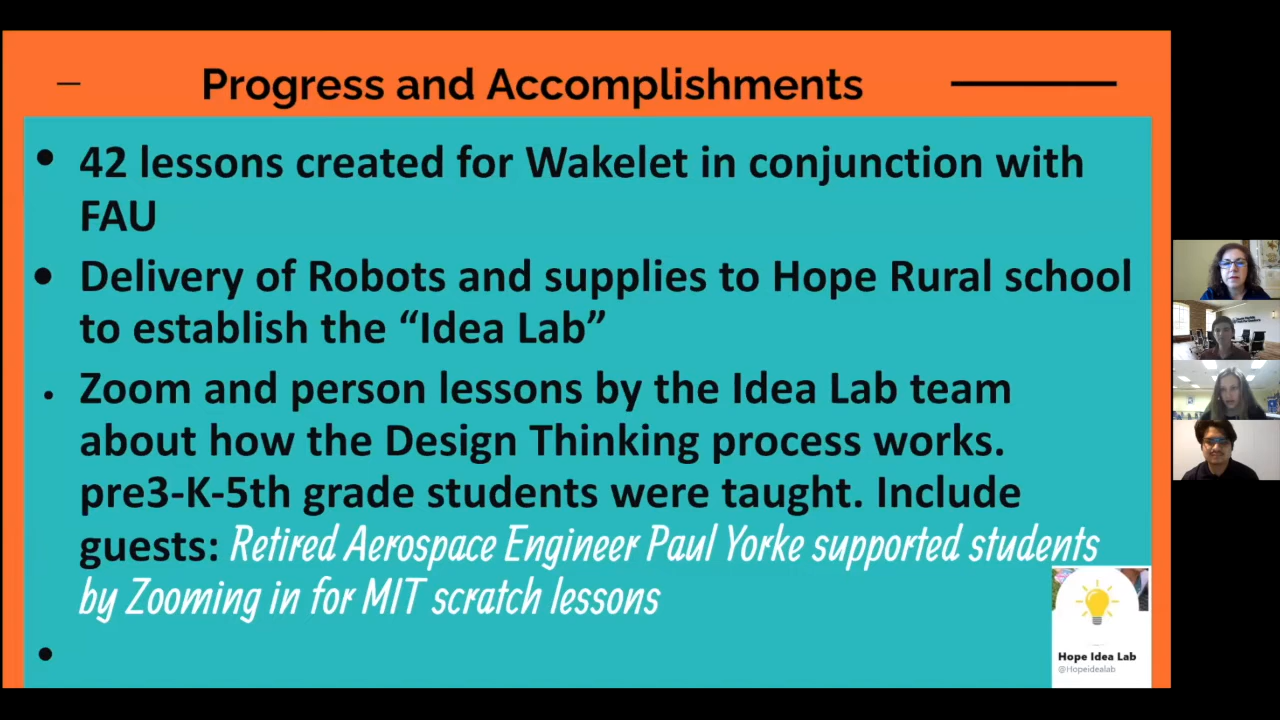 Progress and Accomplishments
42 lessons created for Wakelet in conjunction with
FAU
Delivery of Robots and supplies to Hope Rural school
to establish the “Idea Lab”
Zoom and person lessons by the Idea Lab team
about how the Design Thinking process works.
pre3-K-5th grade students were taught. Include
guests: Retired Aerospace Engineer Paul Yorke supported students
by Zooming in for MIT scratch lessons
Hope Idea Lab
@Hopeidealab